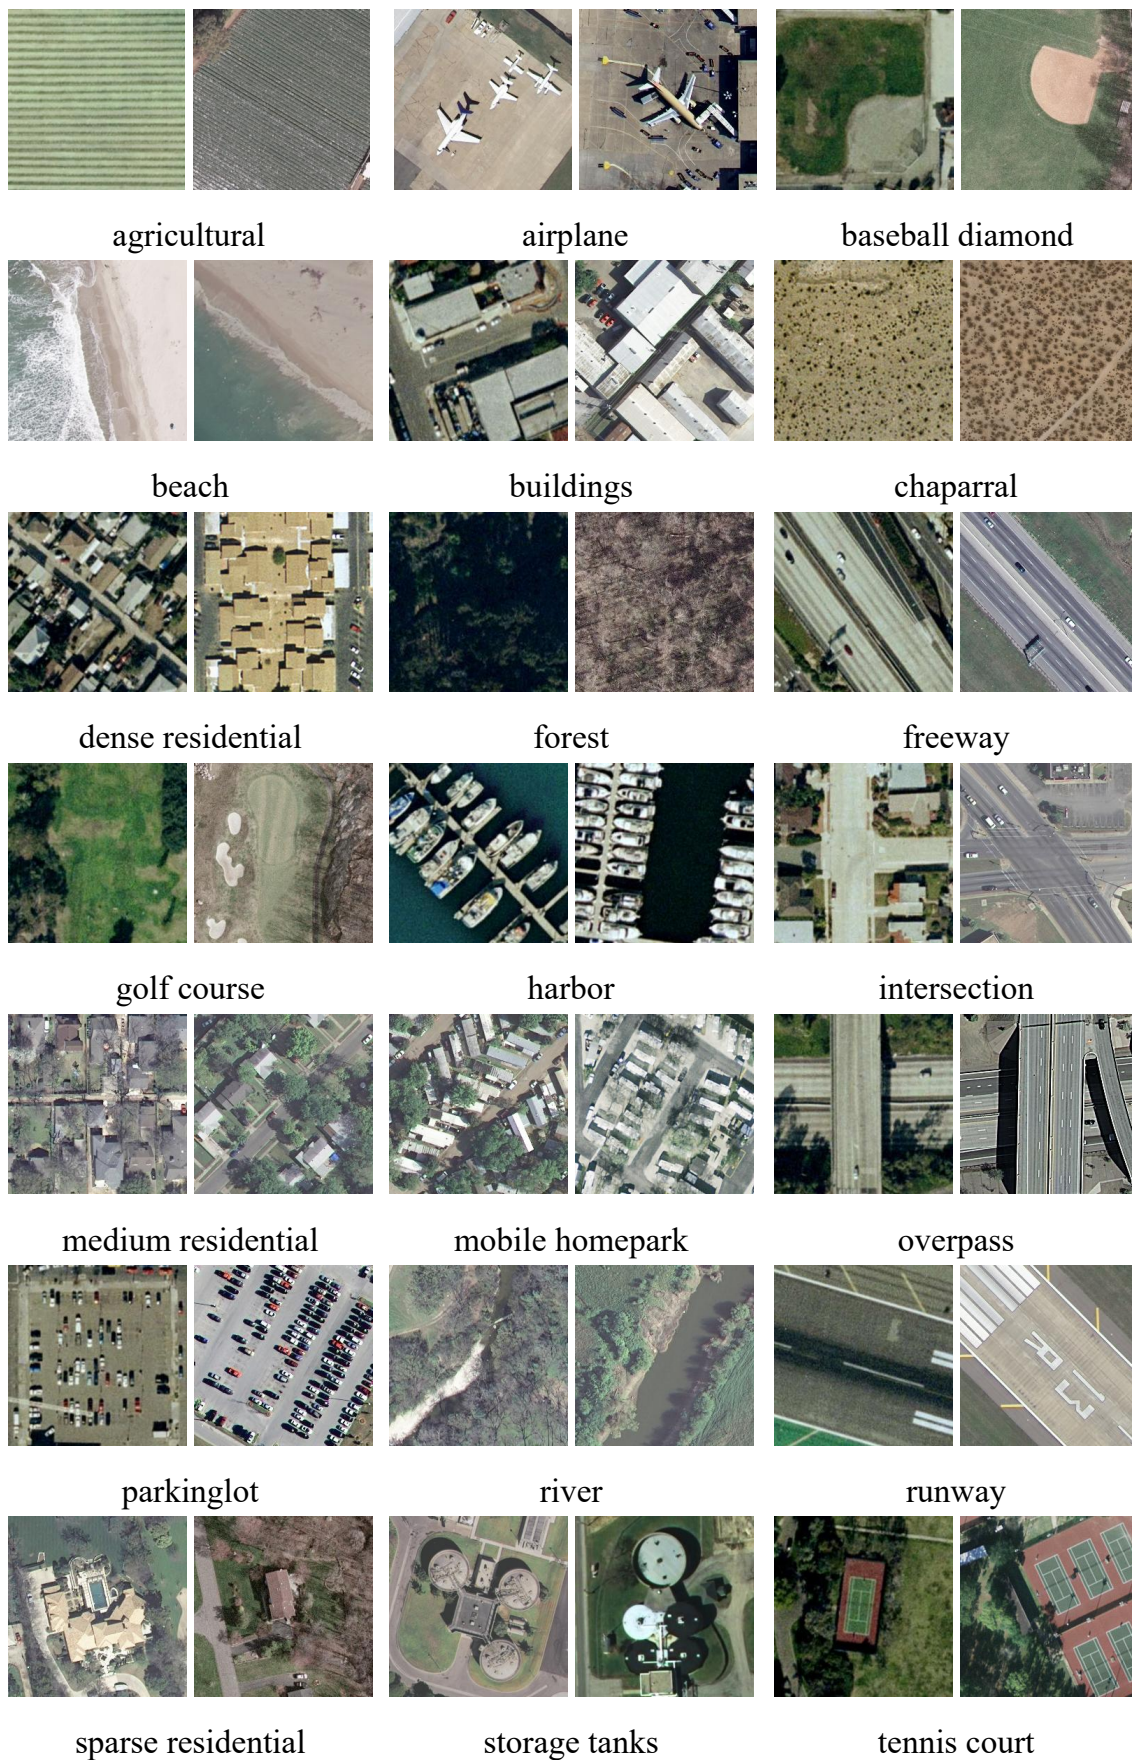 agricultural
airplane
baseball diamond
beach
buildings
chaparral
dense residential
forest
freeway
golf course
harbor
intersection
medium residential
mobile homepark
overpass
parkinglot
river
runway
sparse residential
storage tanks
tennis court